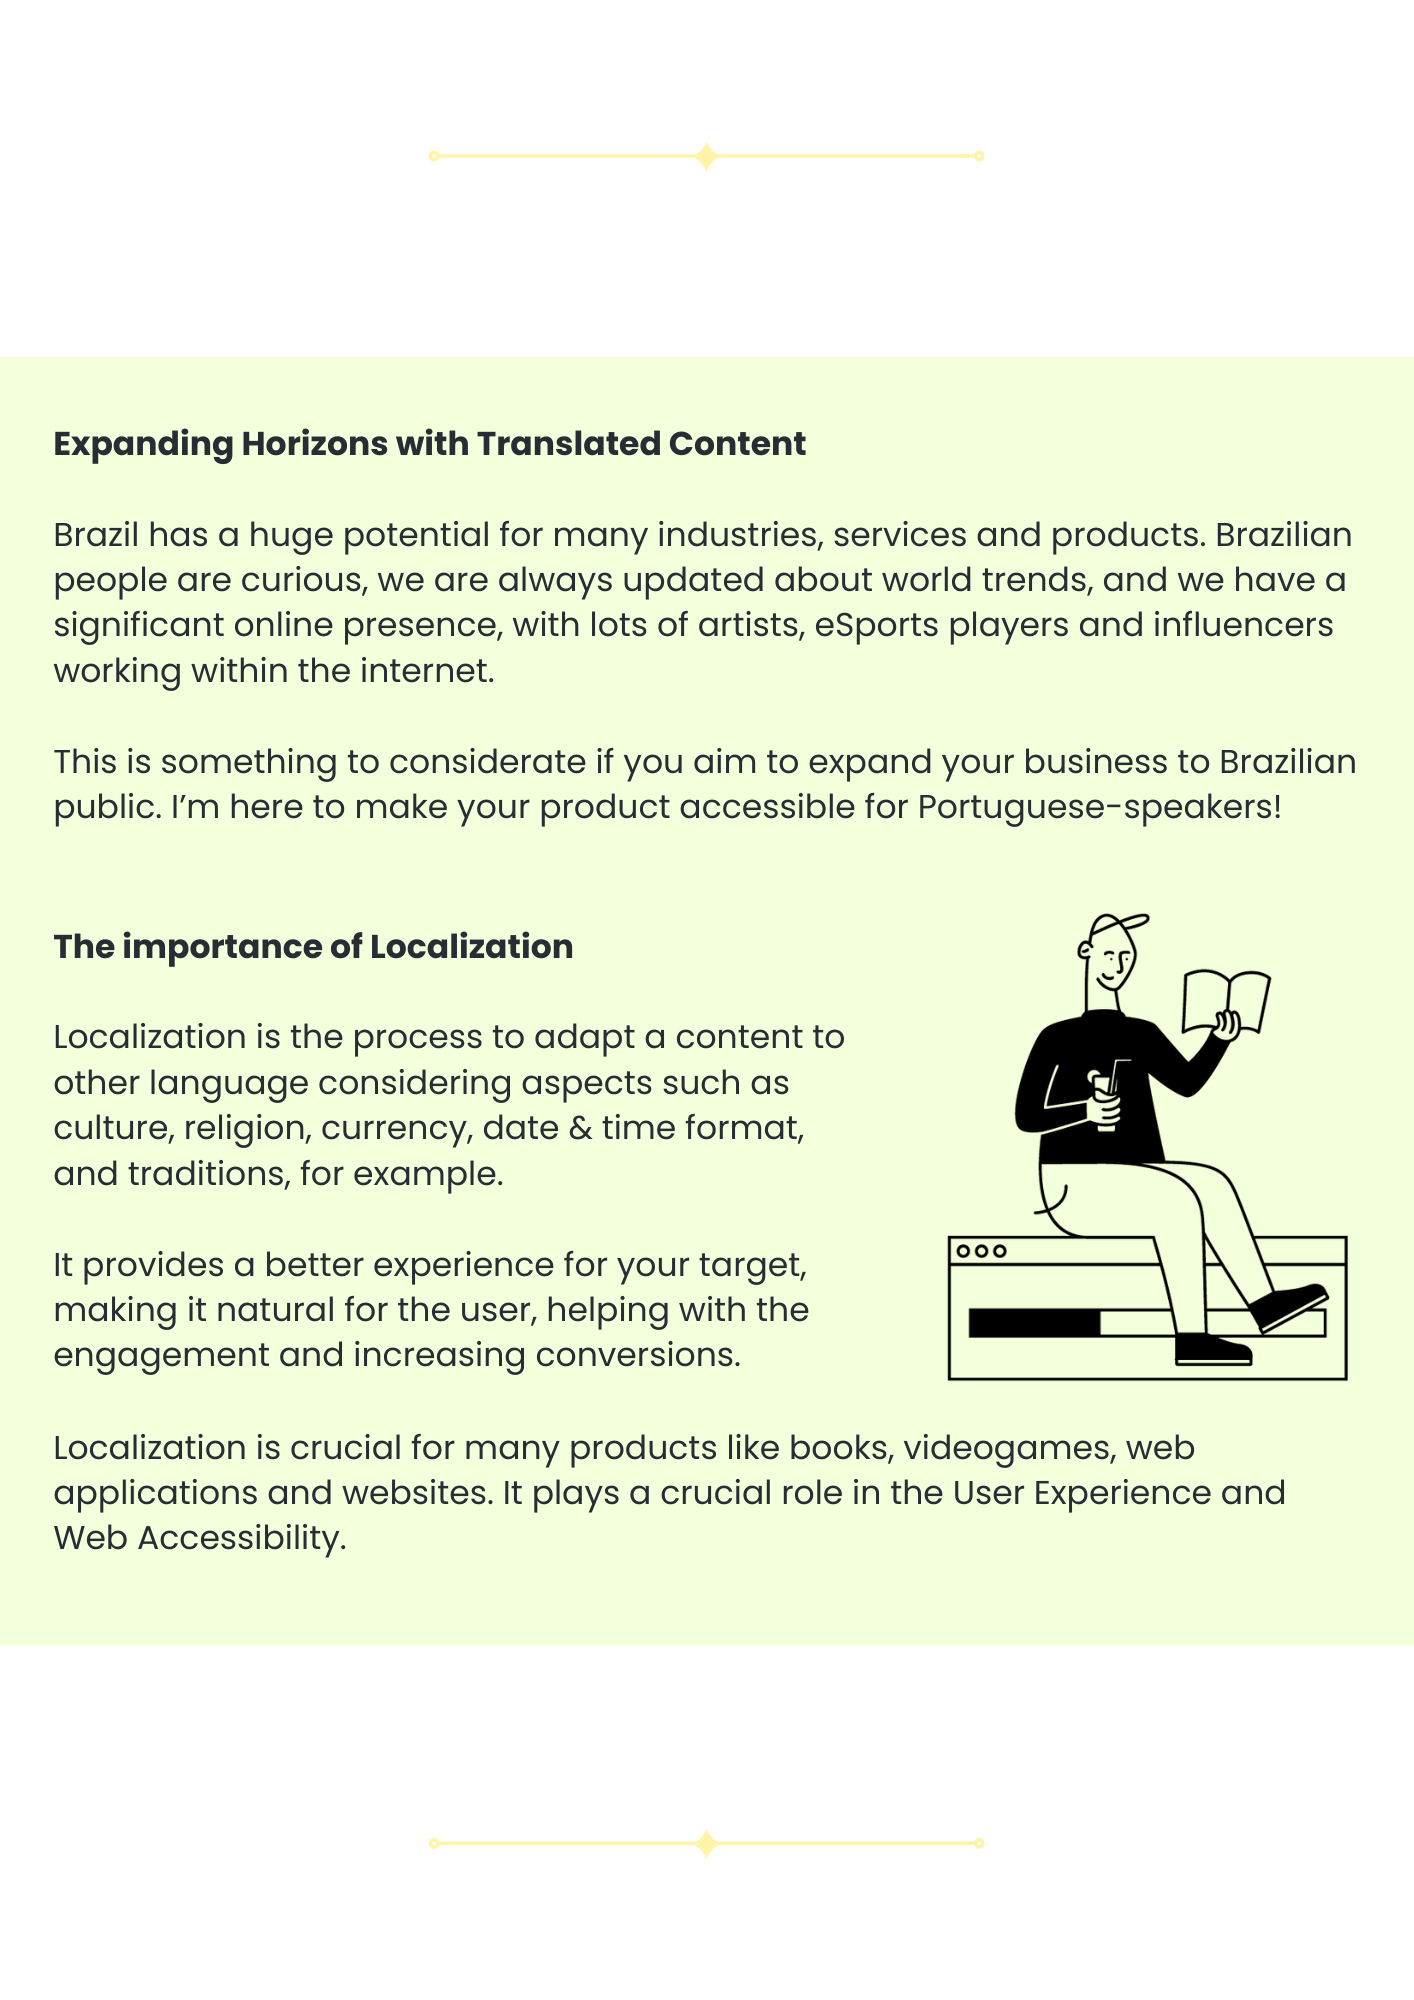 Expanding Horizons with Translated Content
Brazil has a huge potential for many industries, services and products. Brazilian
people are curious, we are always updated about world trends, and we have a
significant online presence, with lots of artists, eSports players and influencers
working within the internet.
This is something to considerate if you aim to expand your business to Brazilian
public. I’m here to make your product accessible for Portuguese-speakers!
The importance of Localization
Localization is the process to adapt a content to
other language considering aspects such as
culture, religion, currency, date & time format,
and traditions, for example.
It provides a better experience for your target,
making it natural for the user, helping with the
engagement and increasing conversions.
Localization is crucial for many products like books, videogames, web
applications and websites. It plays a crucial role in the User Experience and
Web Accessibility.